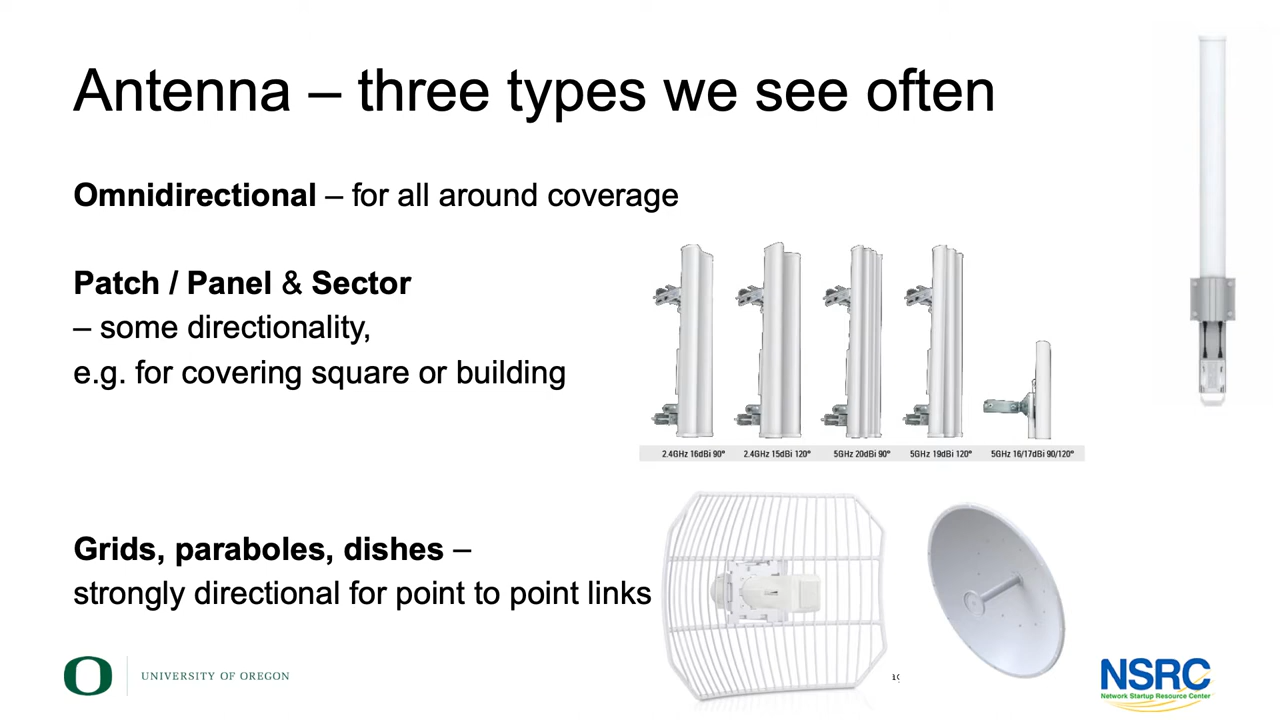 Antenna – three types we see often
Omnidirectional – for all around coverage
Patch / Panel & Sector
– some directionality,
e.g. for covering square or building
2.4GHz 16dBi 90° 2.4GHz 15dBi 120° 5GHz 20dBi 90° 5GHz 19dBi 120° 5GHz 16/17dBi 90/120°
Grids, paraboles, dishes –
strongly directional for point to point links
O UNIVERSITY OF OREGON
NSRC
Network Startup Resource Center